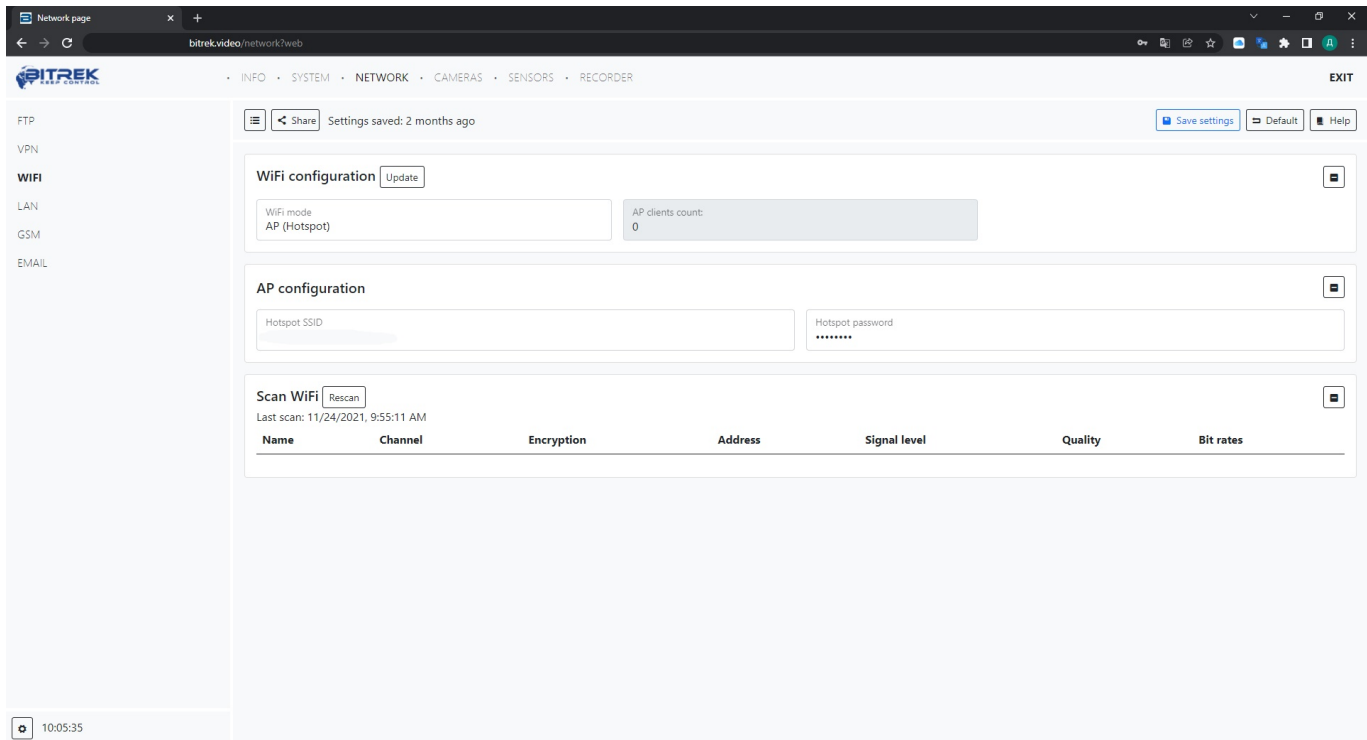 Network page
bitrek.video/network?web
BITREK
KEEP CONTROL
· INFO · SYSTEM · NETWORK · CAMERAS · SENSORS · RECORDER
EXIT
FTP
VPN
WIFI
LAN
GSM
EMAIL
Share Settings saved: 2 months ago
Save settings Default Help
WiFi configuration Update
WiFi mode
AP (Hotspot)
AP clients count:
0
AP configuration
Hotspot SSID
Hotspot password
••••••••
Scan WiFi Rescan
Last scan: 11/24/2021, 9:55:11 AM
Name Channel Encryption Address Signal level Quality Bit rates
10:05:35